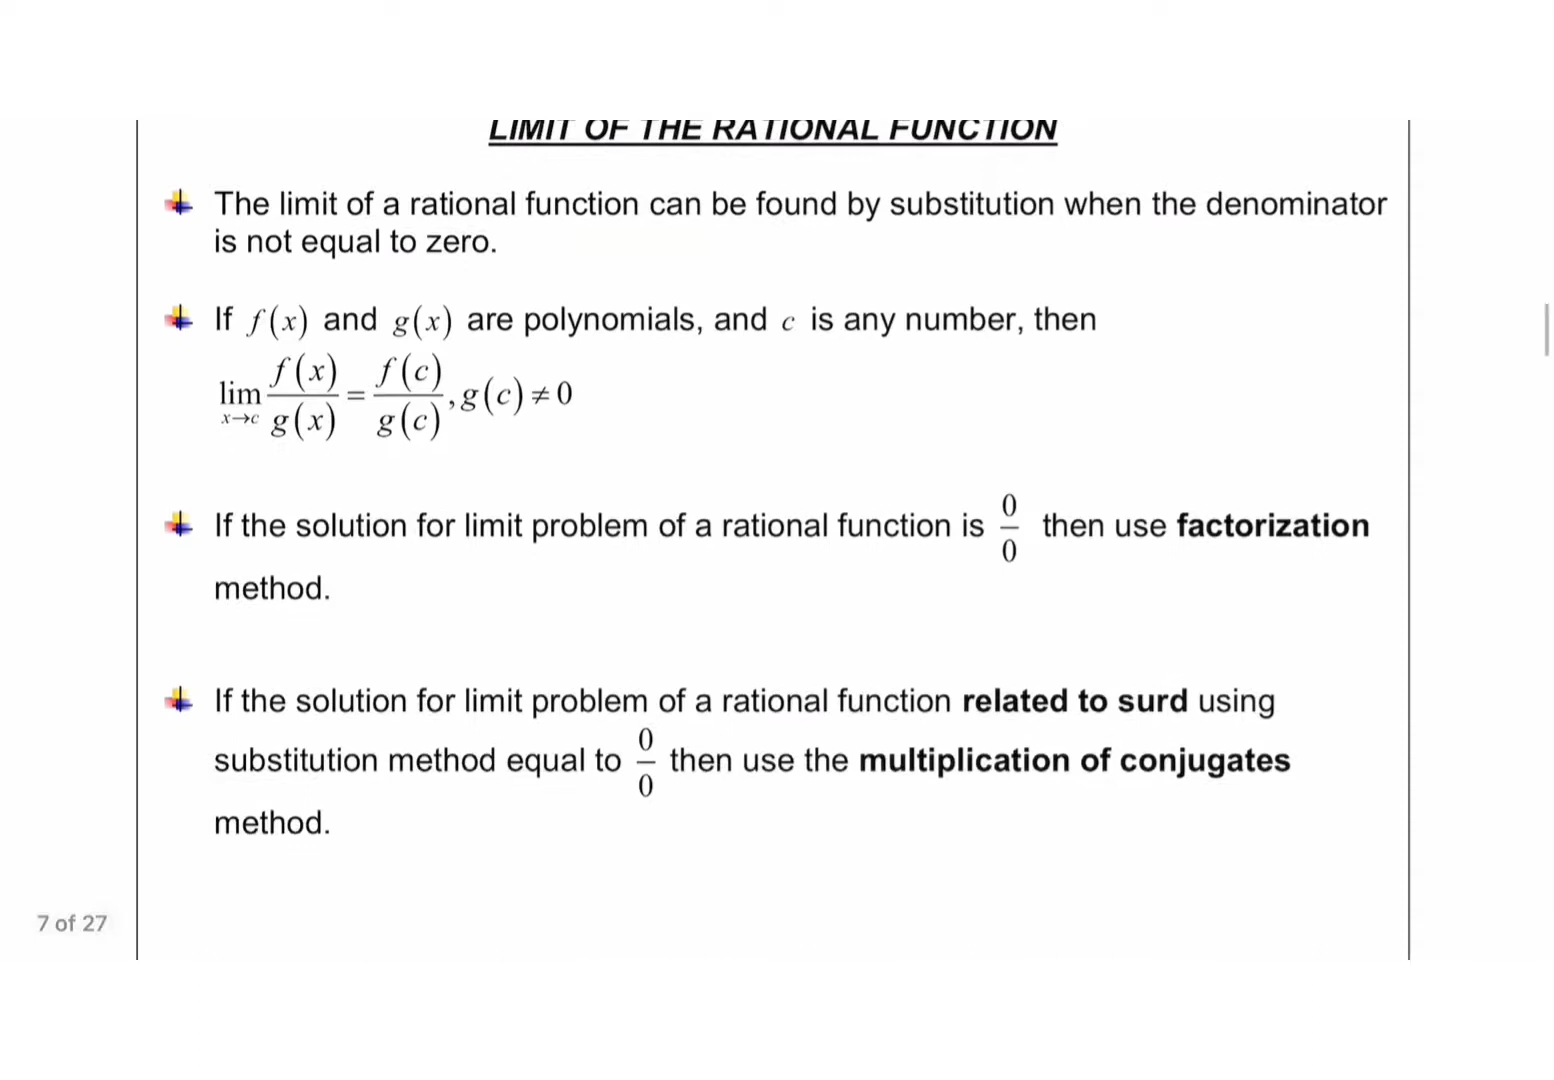 LIMIT OF THE RATIONAL FUNCTION
The limit of a rational function can be found by substitution when the denominator
is not equal to zero.
If f(x) and g(x) are polynomials, and c is any number, then
lim x→c f(x)/g(x) = f(c)/g(c), g(c) ≠ 0
If the solution for limit problem of a rational function is 0/0 then use factorization
method.
If the solution for limit problem of a rational function related to surd using
substitution method equal to 0/0 then use the multiplication of conjugates
method.
7 of 27